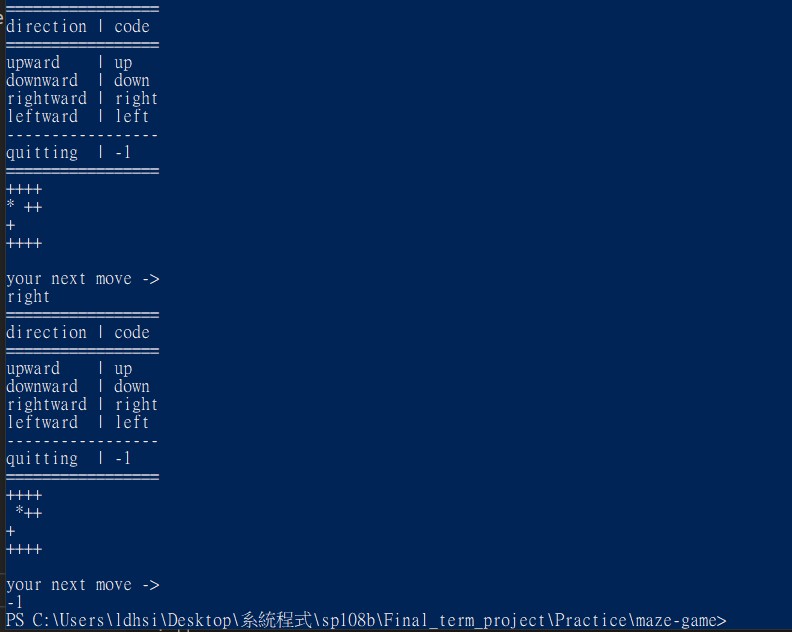 =================
direction | code
=================
upward    | up
downward  | down
rightward | right
leftward  | left
-----------------
quitting  | -1
=================
++++
* ++
+
++++
your next move ->
right
=================
direction | code
=================
upward    | up
downward  | down
rightward | right
leftward  | left
-----------------
quitting  | -1
=================
++++
 *++
+
++++
your next move ->
-1
PS C:\Users\ldhsi\Desktop\系統程式\sp108b\Final_term_project\Practice\maze-game>